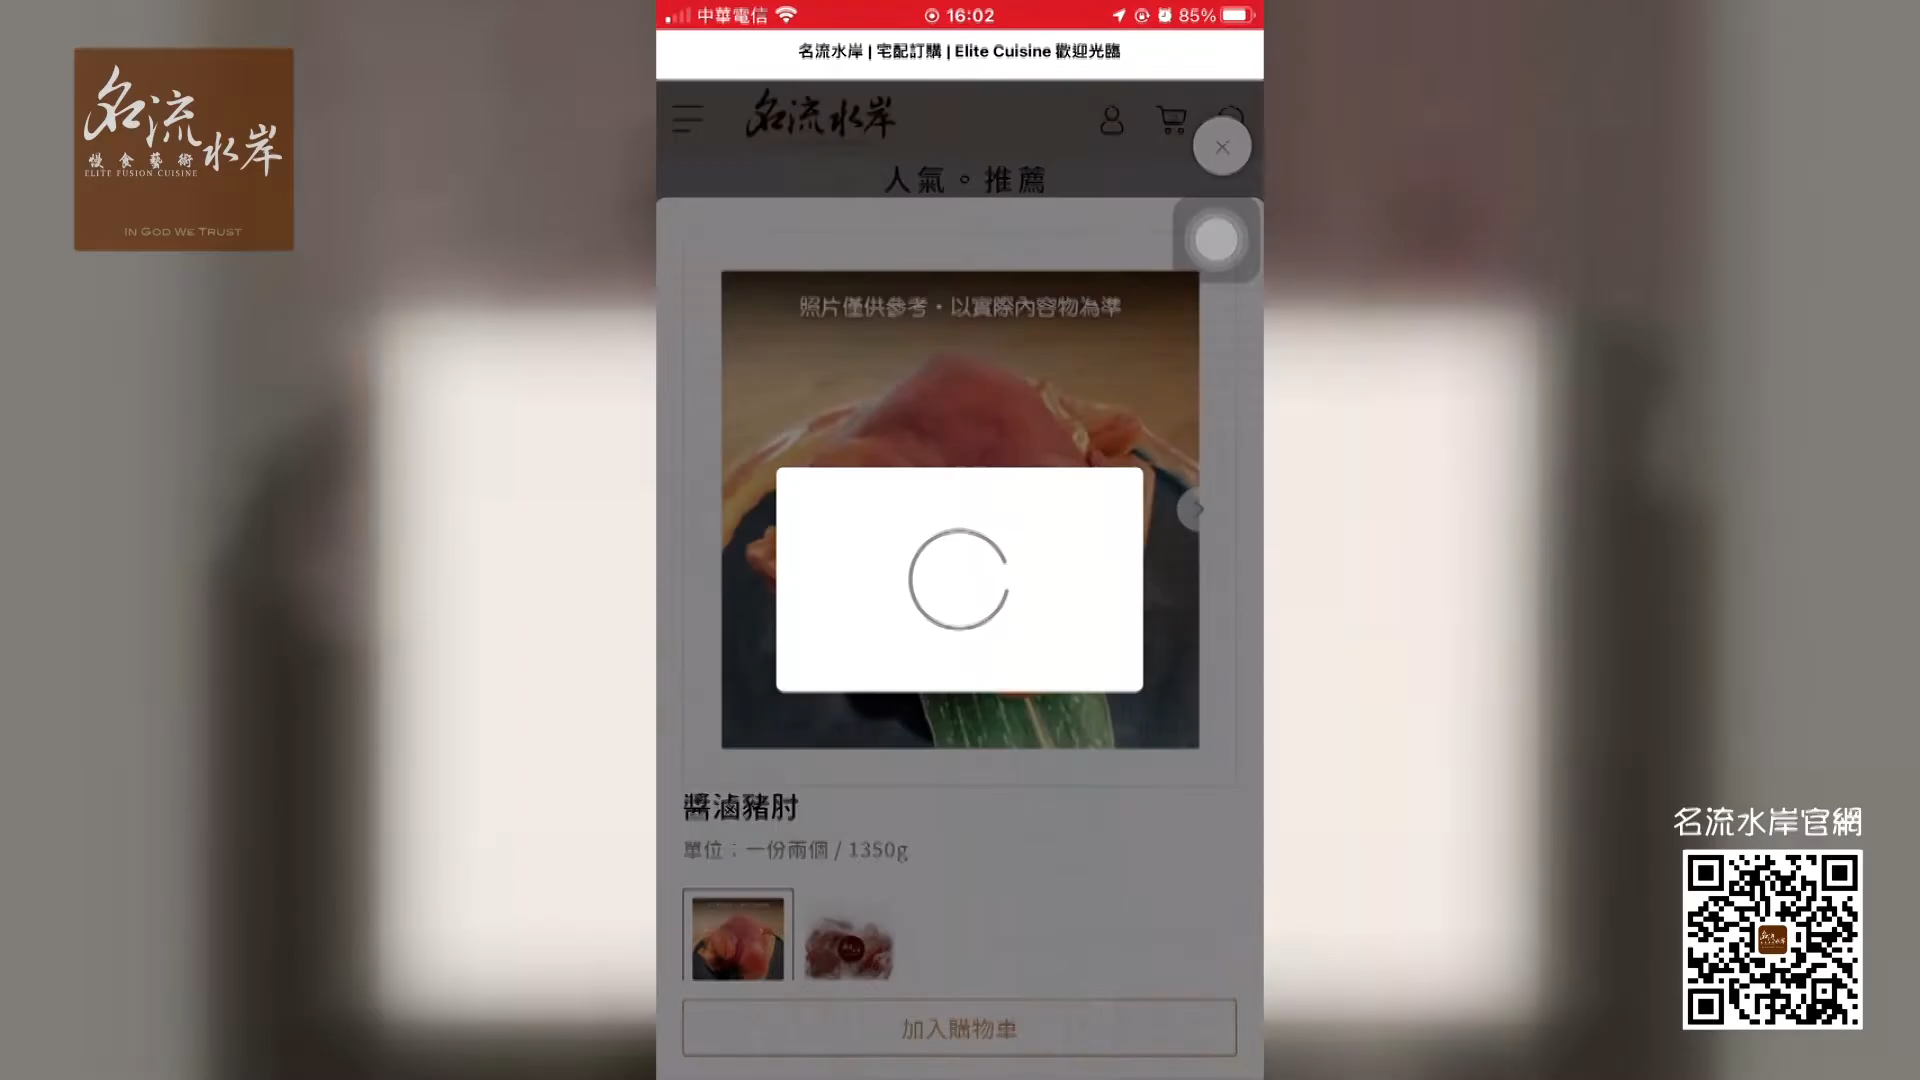 名流水岸
慢食藝術
ELITE FUSION CUISINE
IN GOD WE TRUST
中華電信
16:02
85%
名流水岸 | 宅配訂購 | Elite Cuisine 歡迎光臨
名流水岸
人氣。推薦
照片僅供參考・以實際內容物為準
醬滷豬肘
單位：一份兩個 / 1350g
加入購物車
名流水岸官網